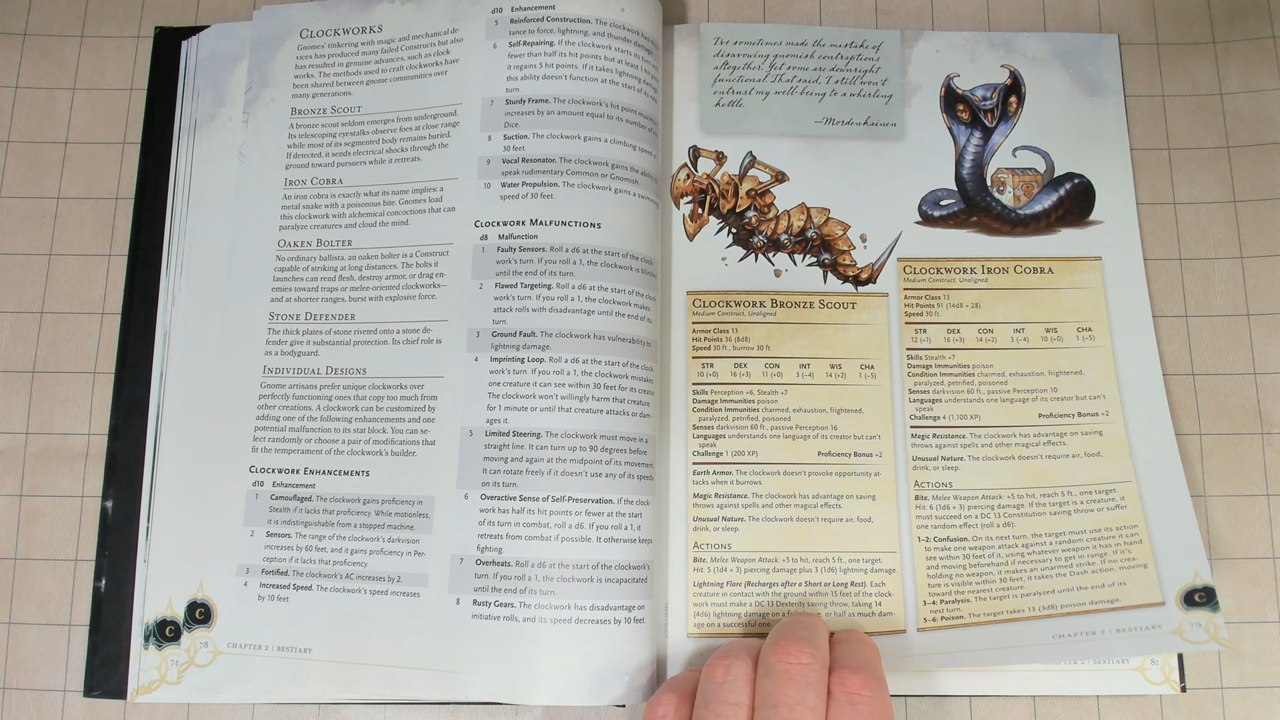 CLOCKWORKS
Gnomes' tinkering with magic and mechanical de-
vices has produced many failed Constructs but also
has resulted in genuine advances, such as clock-
works. The methods used to craft clockworks have
been shared between gnome communities over
many generations.
BRONZE SCOUT
A bronze scout seldom emerges from underground.
Its telescoping eyestalks observe foes at close range
while most of its segmented body remains buried.
If detected, it sends electrical shocks through the
ground toward pursuers while it retreats.
IRON COBRA
An iron cobra is exactly what its name implies: a
metal snake with a poisonous bite. Gnomes load
this clockwork with alchemical concoctions that can
paralyze creatures and cloud the mind.
OAKEN BOLTER
No ordinary ballista, an oaken bolter is a Construct
capable of striking at long distances. The bolts it
launches can rend flesh, destroy armor, or drag en-
emies toward traps or melee-oriented clockworks—
and at shorter ranges, burst with explosive force.
STONE DEFENDER
The thick plates of stone riveted onto a stone de-
fender give it substantial protection. Its chief role is
as a bodyguard.
INDIVIDUAL DESIGNS
Gnome artisans prefer unique clockworks over
perfectly functioning ones that copy too much from
other creations. A clockwork can be customized by
adding one of the following enhancements and one
potential malfunction to its stat block. You can se-
lect randomly or choose a pair of modifications that
fit the temperament of the clockwork's builder.
CLOCKWORK ENHANCEMENTS
d10 Enhancement
1 Camouflaged. The clockwork gains proficiency in
Stealth if it lacks that proficiency. While motionless,
it is indistinguishable from a stopped machine.
2 Sensors. The range of the clockwork's darkvision
increases by 60 feet, and it gains proficiency in Per-
ception if it lacks that proficiency.
3 Fortified. The clockwork's AC increases by 2.
4 Increased Speed. The clockwork's speed increases
by 10 feet.
d10 Enhancement
5 Reinforced Construction. The clockwork has
tance to force, lightning, and thunder damage.
6 Self-Repairing. If the clockwork starts its turn with
fewer than half its hit points but at least 1 hit point,
it regains 5 hit points. If it takes lightning damage,
this ability doesn't function at the start of its next
turn.
7 Sturdy Frame. The clockwork's hit point maximum
increases by an amount equal to its number of Hit
Dice.
8 Suction. The clockwork gains a climbing speed of
30 feet.
9 Vocal Resonator. The clockwork gains the ability to
speak rudimentary Common or Gnomish.
10 Water Propulsion. The clockwork gains a swimming
speed of 30 feet.
CLOCKWORK MALFUNCTIONS
d8 Malfunction
1 Faulty Sensors. Roll a d6 at the start of the clock-
work's turn. If you roll a 1, the clockwork is blinded
until the end of its turn.
2 Flawed Targeting. Roll a d6 at the start of the clock-
work's turn. If you roll a 1, the clockwork makes
attack rolls with disadvantage until the end of its
turn.
3 Ground Fault. The clockwork has vulnerability to
lightning damage.
4 Imprinting Loop. Roll a d6 at the start of the clock-
work's turn. If you roll a 1, the clockwork mistakes
one creature it can see within 30 feet for its creator.
The clockwork won't willingly harm that creature
for 1 minute or until that creature attacks or dam-
ages it.
5 Limited Steering. The clockwork must move in a
straight line. It can turn up to 90 degrees before
moving and again at the midpoint of its movement.
It can rotate freely if it doesn't use any of its speed
on its turn.
6 Overactive Sense of Self-Preservation. If the clock-
work has half its hit points or fewer at the start
of its turn in combat, roll a d6. If you roll a 1, it
retreats from combat if possible. It otherwise keeps
fighting.
7 Overheats. Roll a d6 at the start of the clockwork's
turn. If you roll a 1, the clockwork is incapacitated
until the end of its turn.
8 Rusty Gears. The clockwork has disadvantage on
initiative rolls, and its speed decreases by 10 feet.
C
C
74
78
CHAPTER 2 | BESTIARY
I've sometimes made the mistake of
disavowing gnomish contraptions
altogether. Yet some are downright
functional. That said, I still won't
entrust my well-being to a whirling
kettle.
—Mordenkainen
CLOCKWORK BRONZE SCOUT
Medium Construct, Unaligned
Armor Class 13
Hit Points 36 (8d8)
Speed 30 ft., burrow 30 ft.
STR DEX CON INT WIS CHA
10 (+0) 16 (+3) 11 (+0) 3 (−4) 14 (+2) 1 (−5)
Skills Perception +6, Stealth +7
Damage Immunities poison
Condition Immunities charmed, exhaustion, frightened,
paralyzed, petrified, poisoned
Senses darkvision 60 ft., passive Perception 16
Languages understands one language of its creator but can't
speak
Challenge 1 (200 XP) Proficiency Bonus +2
Earth Armor. The clockwork doesn't provoke opportunity at-
tacks when it burrows.
Magic Resistance. The clockwork has advantage on saving
throws against spells and other magical effects.
Unusual Nature. The clockwork doesn't require air, food,
drink, or sleep.
ACTIONS
Bite. Melee Weapon Attack: +5 to hit, reach 5 ft., one target.
Hit: 5 (1d4 + 3) piercing damage plus 3 (1d6) lightning damage.
Lightning Flare (Recharges after a Short or Long Rest). Each
creature in contact with the ground within 15 feet of the clock-
work must make a DC 13 Dexterity saving throw, taking 14
(4d6) lightning damage on a failed save, or half as much dam-
age on a successful one.
CLOCKWORK IRON COBRA
Medium Construct, Unaligned
Armor Class 13
Hit Points 91 (14d8 + 28)
Speed 30 ft.
STR DEX CON INT WIS CHA
12 (+1) 16 (+3) 14 (+2) 3 (−4) 10 (+0) 1 (−5)
Skills Stealth +7
Damage Immunities poison
Condition Immunities charmed, exhaustion, frightened,
paralyzed, petrified, poisoned
Senses darkvision 60 ft., passive Perception 10
Languages understands one language of its creator but can't
speak
Challenge 4 (1,100 XP) Proficiency Bonus +2
Magic Resistance. The clockwork has advantage on saving
throws against spells and other magical effects.
Unusual Nature. The clockwork doesn't require air, food,
drink, or sleep.
ACTIONS
Bite. Melee Weapon Attack: +5 to hit, reach 5 ft., one target.
Hit: 6 (1d6 + 3) piercing damage. If the target is a creature, it
must succeed on a DC 13 Constitution saving throw or suffer
one random effect (roll a d6):
1–2: Confusion. On its next turn, the target must use its action
to make one weapon attack against a random creature it can
see within 30 feet of it, using whatever weapon it has in hand
and moving beforehand if necessary to get in range. If it's
holding no weapon, it makes an unarmed strike. If no crea-
ture is visible within 30 feet, it takes the Dash action, moving
toward the nearest creature.
3–4: Paralysis. The target is paralyzed until the end of its
next turn.
5–6: Poison. The target takes 13 (3d8) poison damage.
C
CHAPTER 2 | BESTIARY
79
CHAPTER 2 | BESTIARY
81